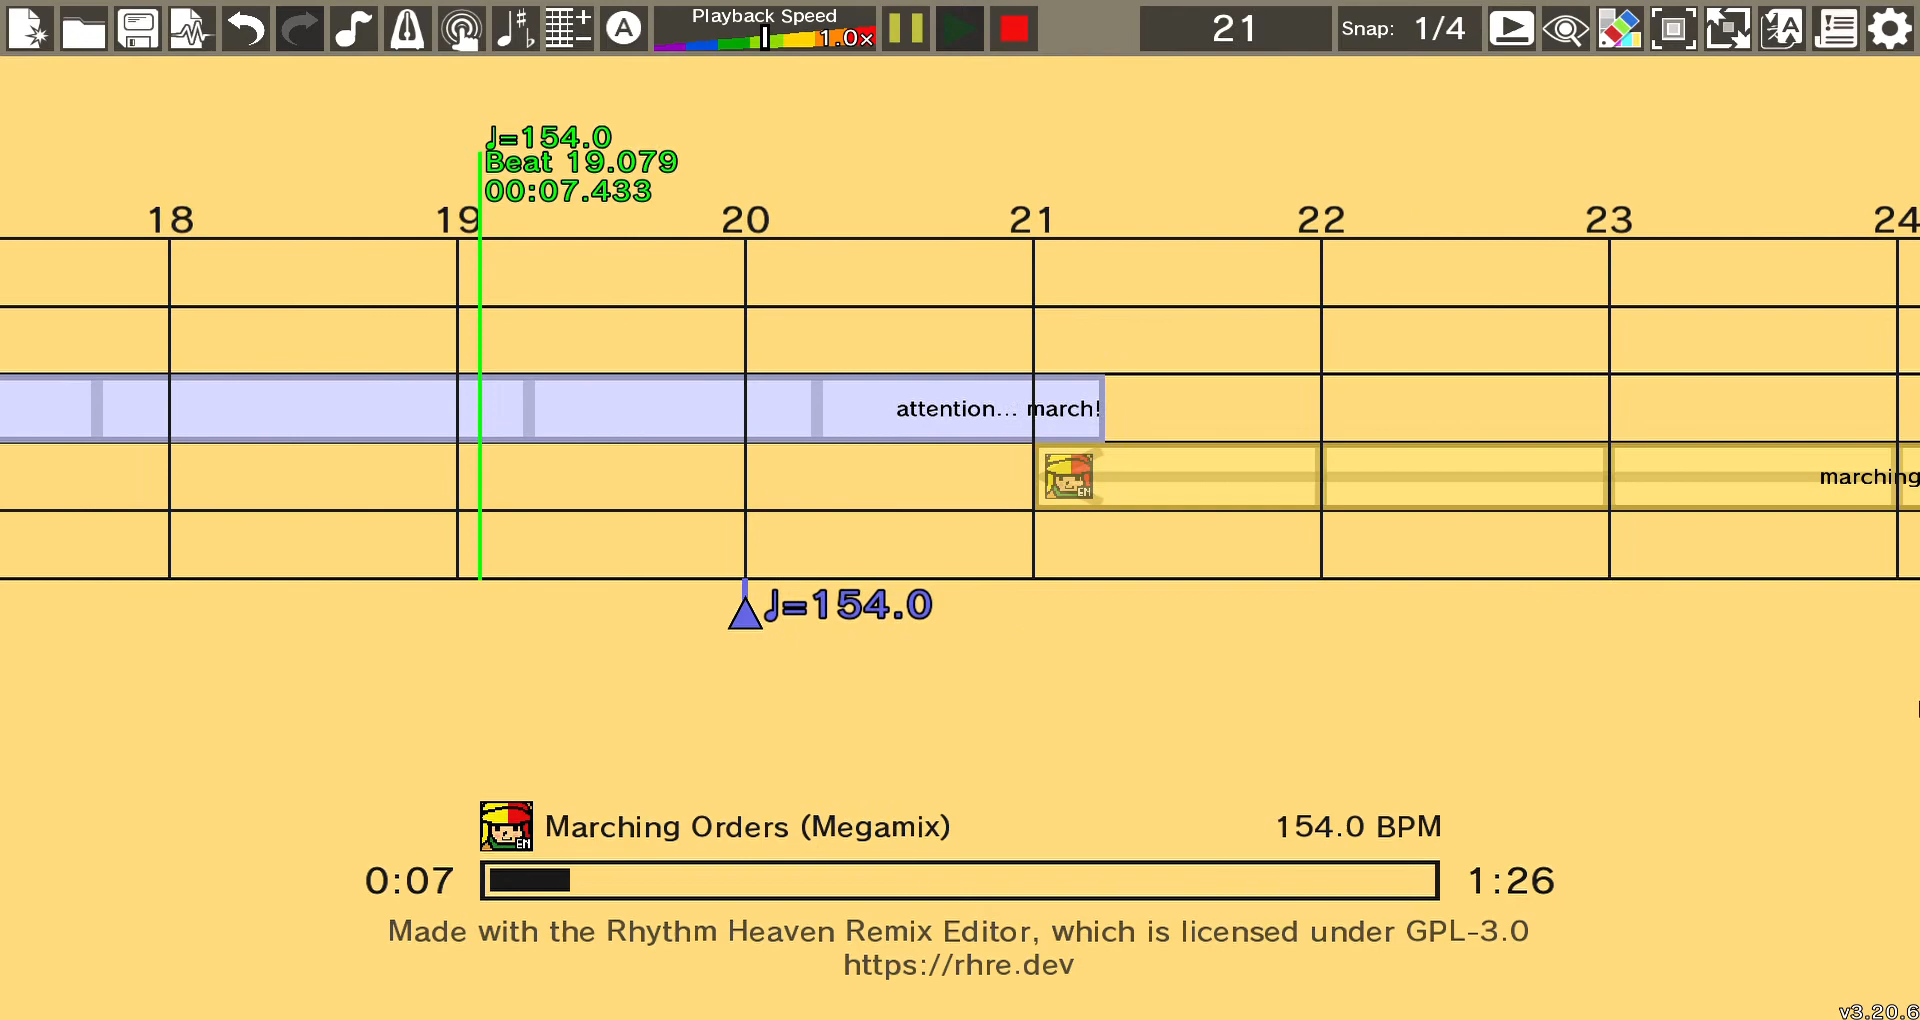 Playback Speed
1.0x
21
Snap: 1/4
A
A
♩=154.0
Beat 19.079
00:07.433
18 19 20 21 22 23 24
attention... march!
EN
marching
♩=154.0
EN
Marching Orders (Megamix)
154.0 BPM
0:07
1:26
Made with the Rhythm Heaven Remix Editor, which is licensed under GPL-3.0
https://rhre.dev
v3.20.6